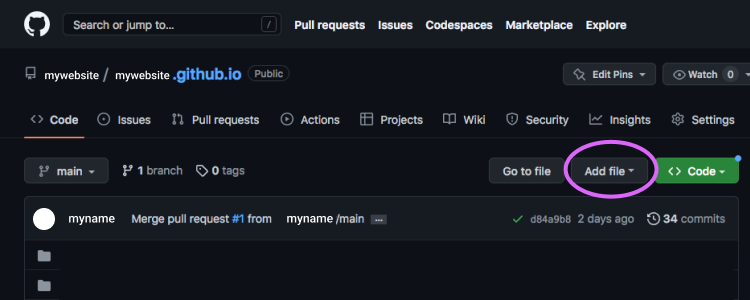 Search or jump to... / Pull requests Issues Codespaces Marketplace Explore
mywebsite / mywebsite .github.io Public Edit Pins Watch 0
Code Issues Pull requests Actions Projects Wiki Security Insights Settings
main 1 branch 0 tags Go to file Add file Code
myname Merge pull request #1 from myname /main ... d84a9b8 2 days ago 34 commits